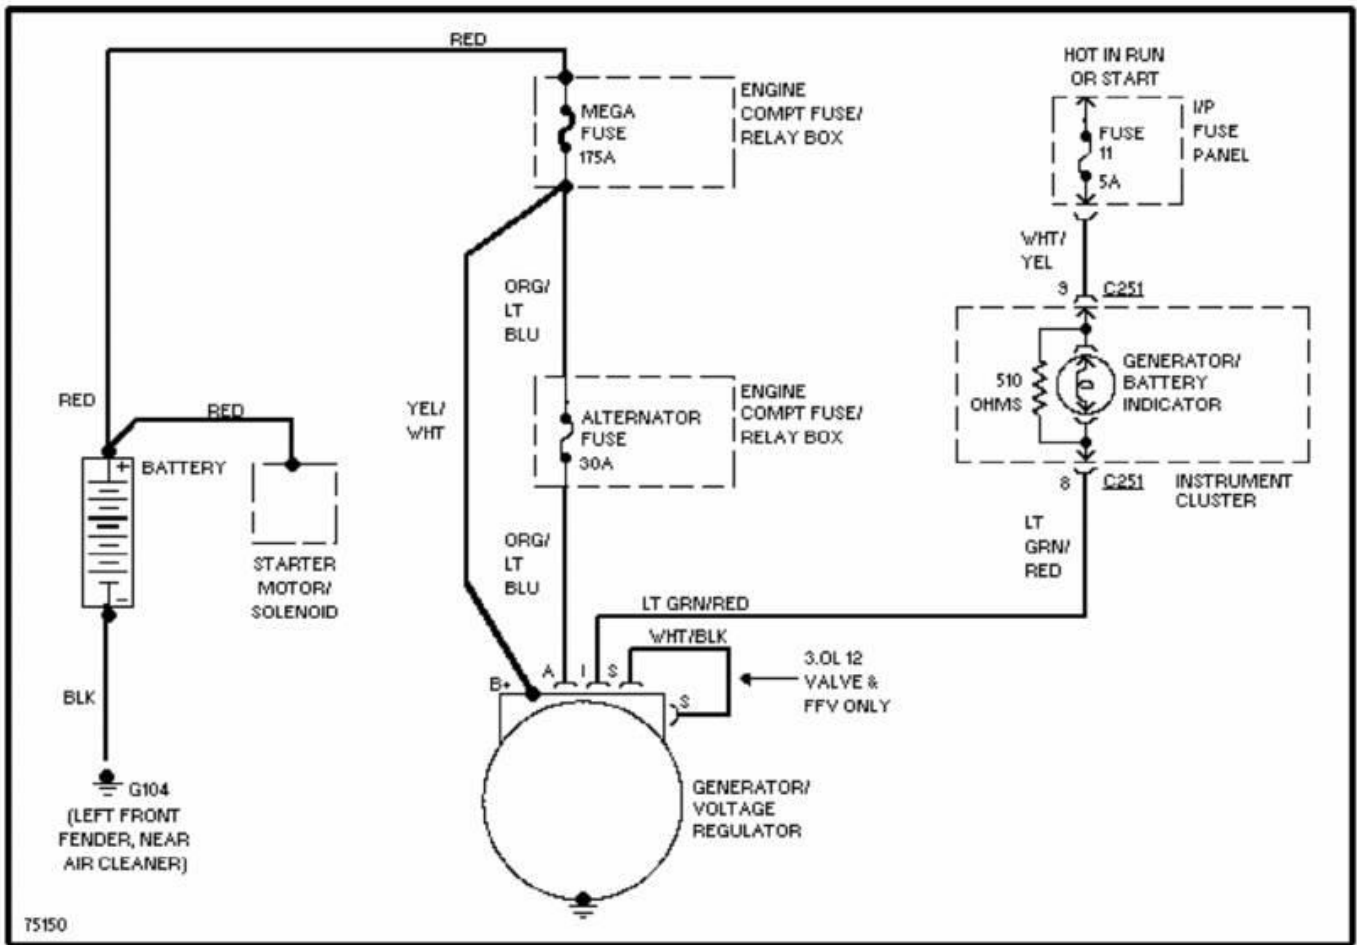 RED
MEGA
FUSE
175A
ENGINE
COMPT FUSE/
RELAY BOX
HOT IN RUN
OR START
FUSE
11
5A
I/P
FUSE
PANEL
WHT/
YEL
9
C251
510
OHMS
GENERATOR/
BATTERY
INDICATOR
8
C251
INSTRUMENT
CLUSTER
LT
GRN/
RED
ORG/
LT
BLU
YEL/
WHT
ALTERNATOR
FUSE
30A
ENGINE
COMPT FUSE/
RELAY BOX
ORG/
LT
BLU
RED
RED
+
BATTERY
-
STARTER
MOTOR/
SOLENOID
BLK
G104
(LEFT FRONT
FENDER, NEAR
AIR CLEANER)
LT GRN/RED
WHT/BLK
3.0L 12
VALVE &
FFV ONLY
B+
A
I
S
S
GENERATOR/
VOLTAGE
REGULATOR
75150